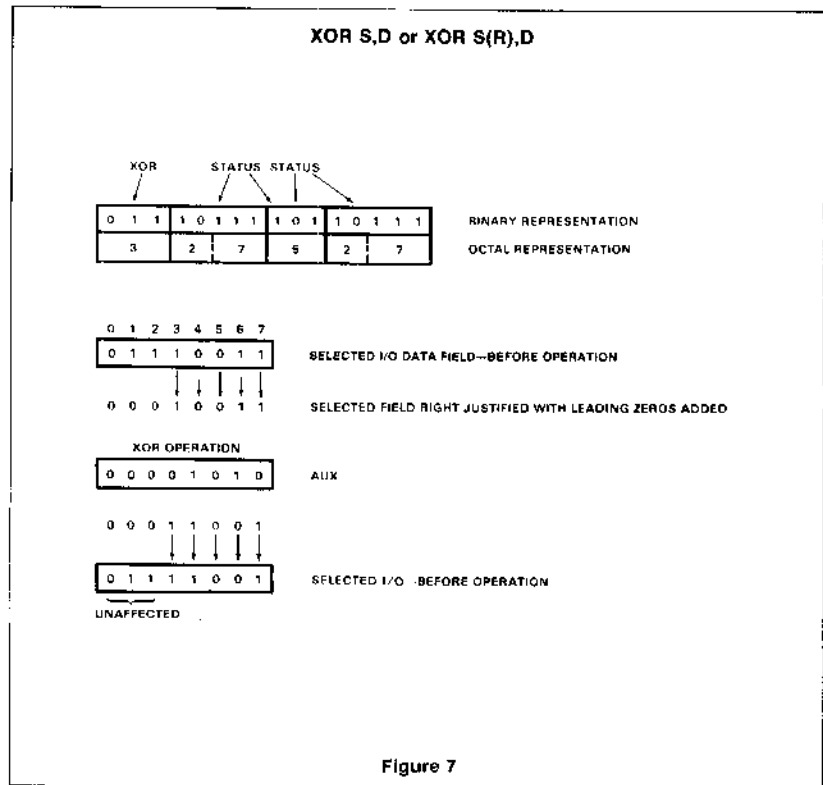 XOR S,D or XOR S(R),D
XOR STATUS STATUS
0 1 1 1 0 1 1 1 1 0 1 1 0 1 1 1 BINARY REPRESENTATION
3 2 7 5 2 7 OCTAL REPRESENTATION
0 1 2 3 4 5 6 7
0 1 1 1 0 0 1 1 SELECTED I/O DATA FIELD—BEFORE OPERATION
0 0 0 1 0 0 1 1 SELECTED FIELD RIGHT JUSTIFIED WITH LEADING ZEROS ADDED
XOR OPERATION
0 0 0 0 1 0 1 0 AUX
0 0 0 1 1 0 0 1
0 1 1 1 1 0 0 1 SELECTED I/O -BEFORE OPERATION
UNAFFECTED
Figure 7